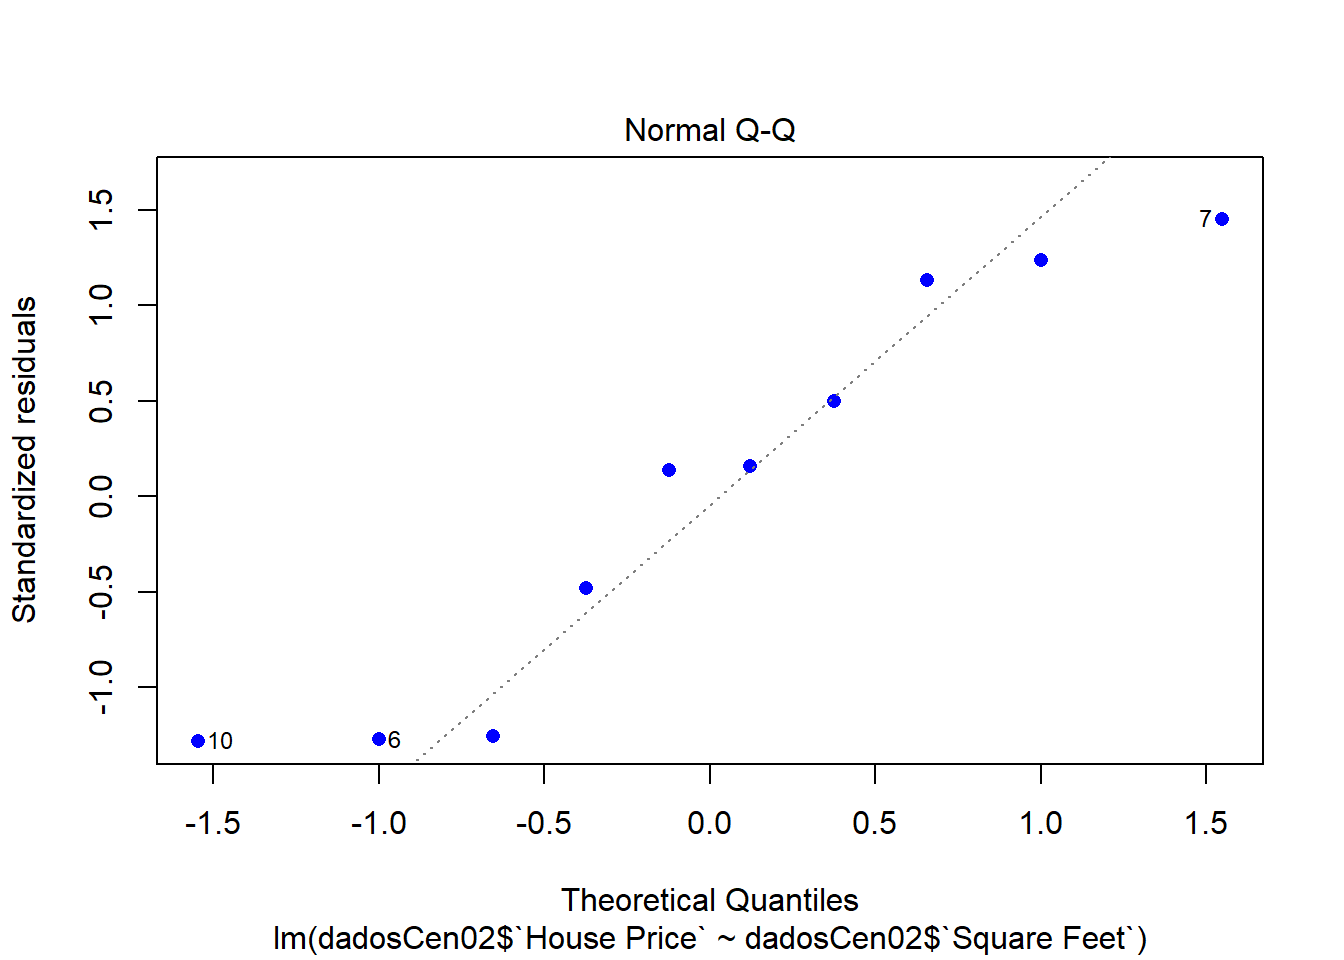 Normal Q-Q
Standardized residuals
1.5
1.0
0.5
0.0
-0.5
-1.0
7
10
6
-1.5 -1.0 -0.5 0.0 0.5 1.0 1.5
Theoretical Quantiles
lm(dadosCen02$`House Price` ~ dadosCen02$`Square Feet`)